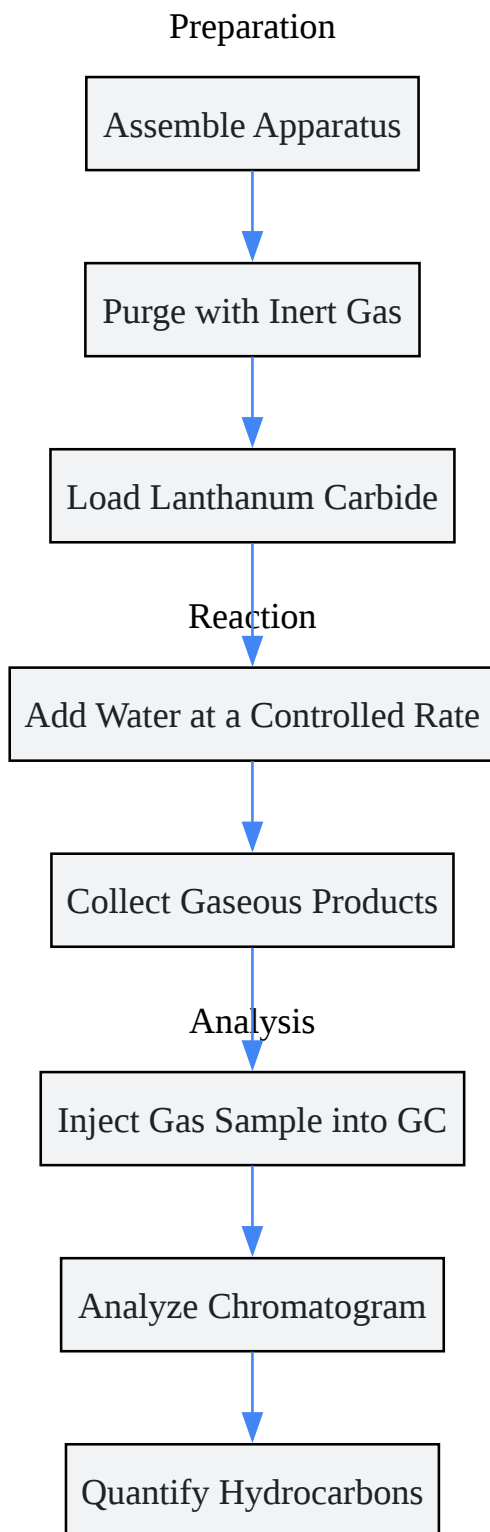 Preparation
Assemble Apparatus
Purge with Inert Gas
Load Lanthanum Carbide
Reaction
Add Water at a Controlled Rate
Collect Gaseous Products
Analysis
Inject Gas Sample into GC
Analyze Chromatogram
Quantify Hydrocarbons